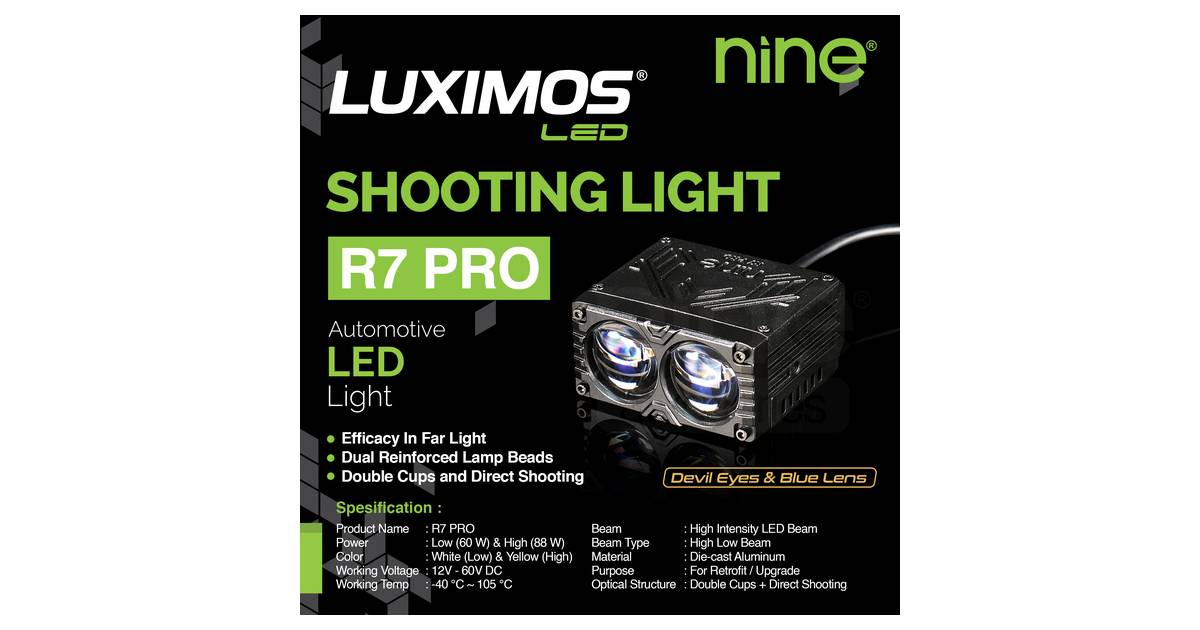 nine®
LUXIMOS®
LED
SHOOTING LIGHT
R7 PRO
Automotive
LED
Light
Efficacy In Far Light
Dual Reinforced Lamp Beads
Double Cups and Direct Shooting
Devil Eyes & Blue Lens
Spesification :
Product Name : R7 PRO
Power : Low (60 W) & High (88 W)
Color : White (Low) & Yellow (High)
Working Voltage : 12V - 60V DC
Working Temp : -40 °C ~ 105 °C
Beam : High Intensity LED Beam
Beam Type : High Low Beam
Material : Die-cast Aluminum
Purpose : For Retrofit / Upgrade
Optical Structure : Double Cups + Direct Shooting